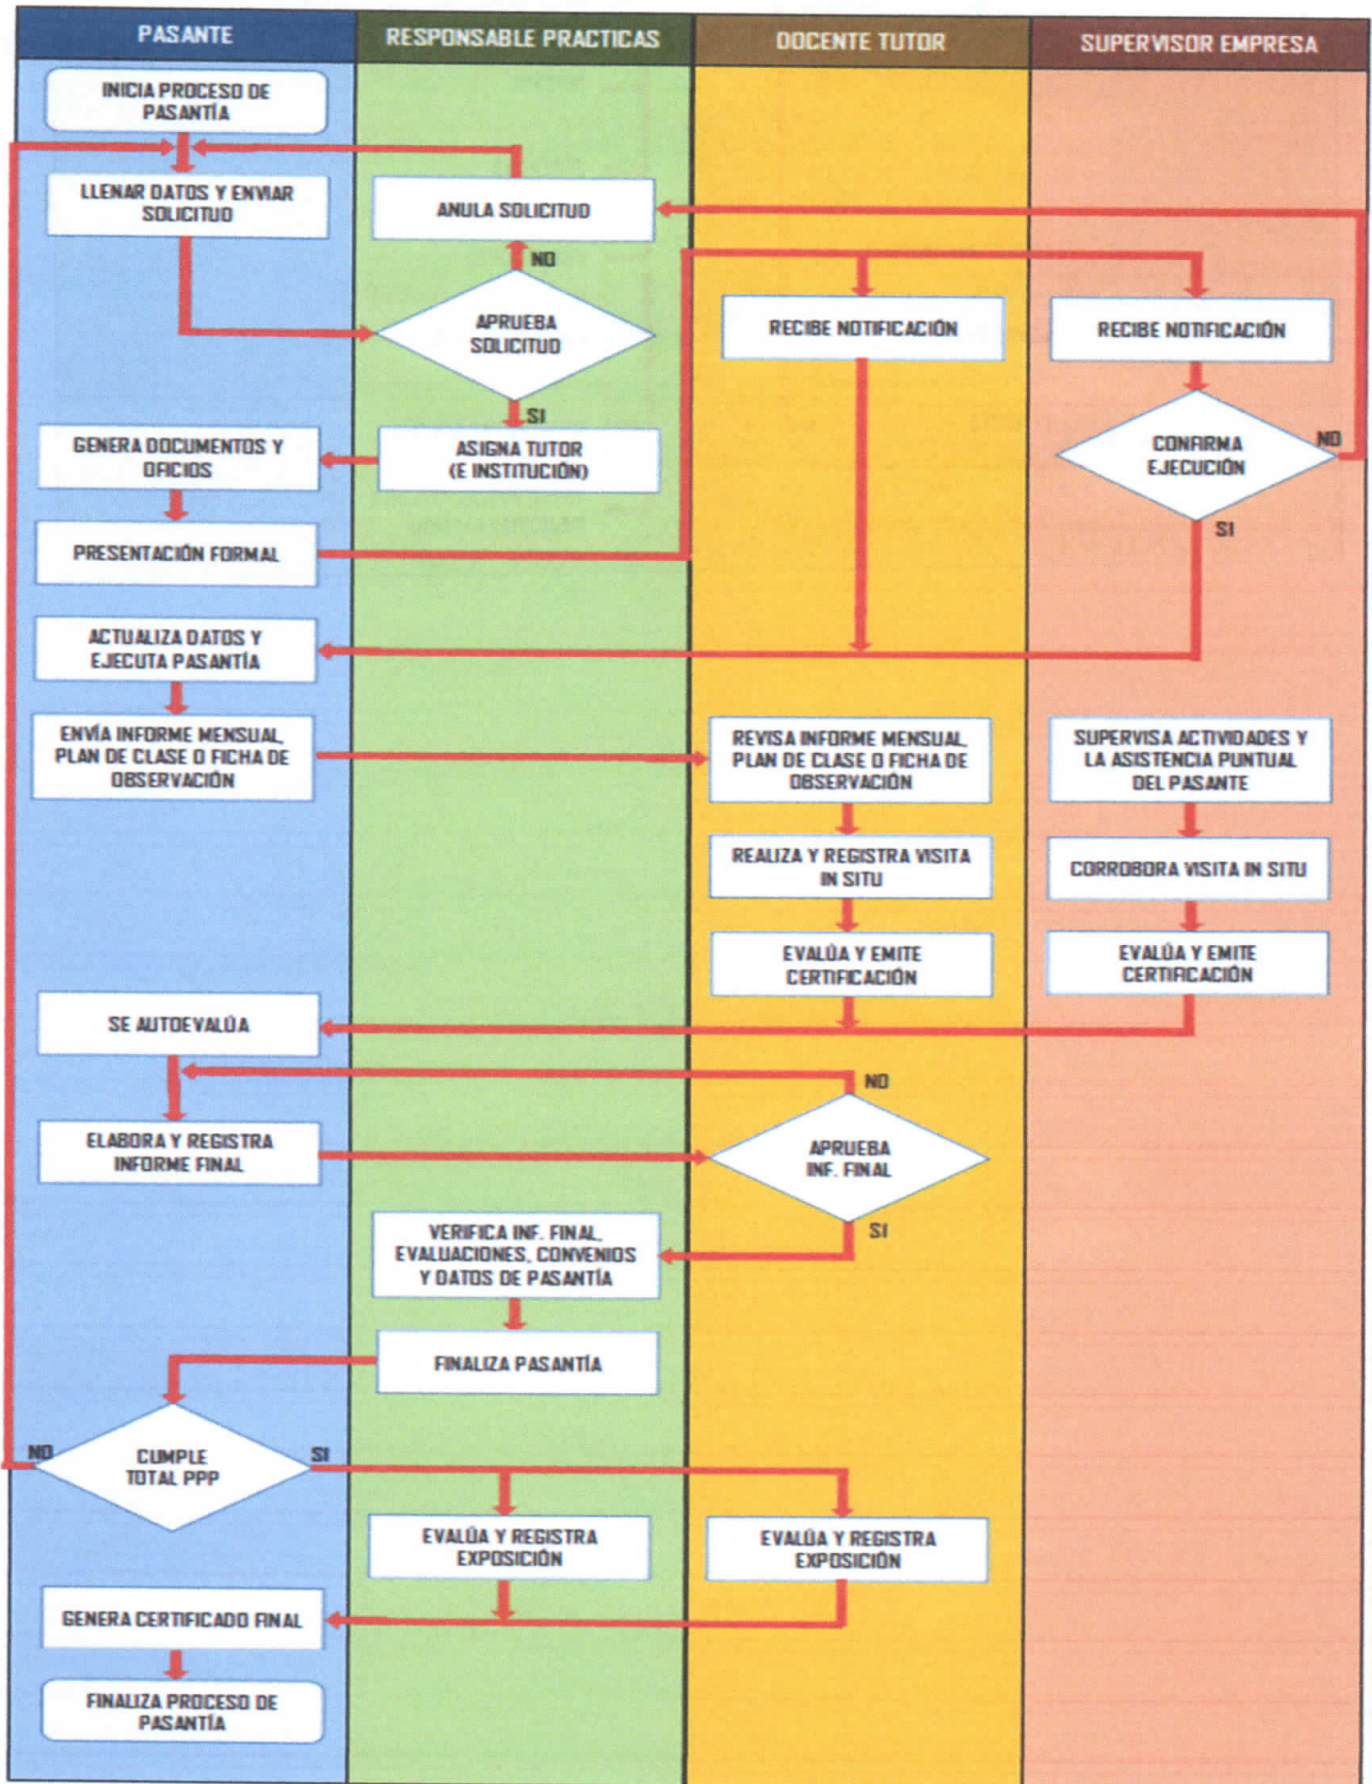 PASANTE
RESPONSABLE PRACTICAS
DOCENTE TUTOR
SUPERVISOR EMPRESA
INICIA PROCESO DE
PASANTÍA
LLENAR DATOS Y ENVIAR
SOLICITUD
ANULA SOLICITUD
NO
APRUEBA
SOLICITUD
SI
RECIBE NOTIFICACIÓN
RECIBE NOTIFICACIÓN
GENERA DOCUMENTOS Y
OFICIOS
ASIGNA TUTOR
(E INSTITUCIÓN)
CONFIRMA
EJECUCIÓN
NO
SI
PRESENTACIÓN FORMAL
ACTUALIZA DATOS Y
EJECUTA PASANTÍA
ENVÍA INFORME MENSUAL,
PLAN DE CLASE O FICHA DE
OBSERVACIÓN
REVISA INFORME MENSUAL,
PLAN DE CLASE O FICHA DE
OBSERVACIÓN
SUPERVISA ACTIVIDADES Y
LA ASISTENCIA PUNTUAL
DEL PASANTE
REALIZA Y REGISTRA VISITA
IN SITU
CORROBORA VISITA IN SITU
EVALÚA Y EMITE
CERTIFICACIÓN
EVALÚA Y EMITE
CERTIFICACIÓN
SE AUTOEVALÚA
NO
ELABORA Y REGISTRA
INFORME FINAL
APRUEBA
INF. FINAL
SI
VERIFICA INF. FINAL,
EVALUACIONES, CONVENIOS
Y DATOS DE PASANTÍA
FINALIZA PASANTÍA
NO
CUMPLE
TOTAL PPP
SI
EVALÚA Y REGISTRA
EXPOSICIÓN
EVALÚA Y REGISTRA
EXPOSICIÓN
GENERA CERTIFICADO FINAL
FINALIZA PROCESO DE
PASANTÍA